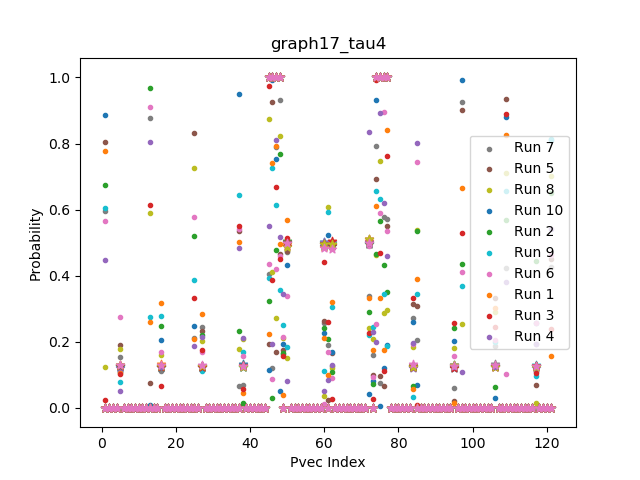 graph17_tau4
1.0
0.8
0.6
0.4
0.2
0.0
Probability
0
20
40
60
80
100
120
Pvec Index
Run 7
Run 5
Run 8
Run 10
Run 2
Run 9
Run 6
Run 1
Run 3
Run 4